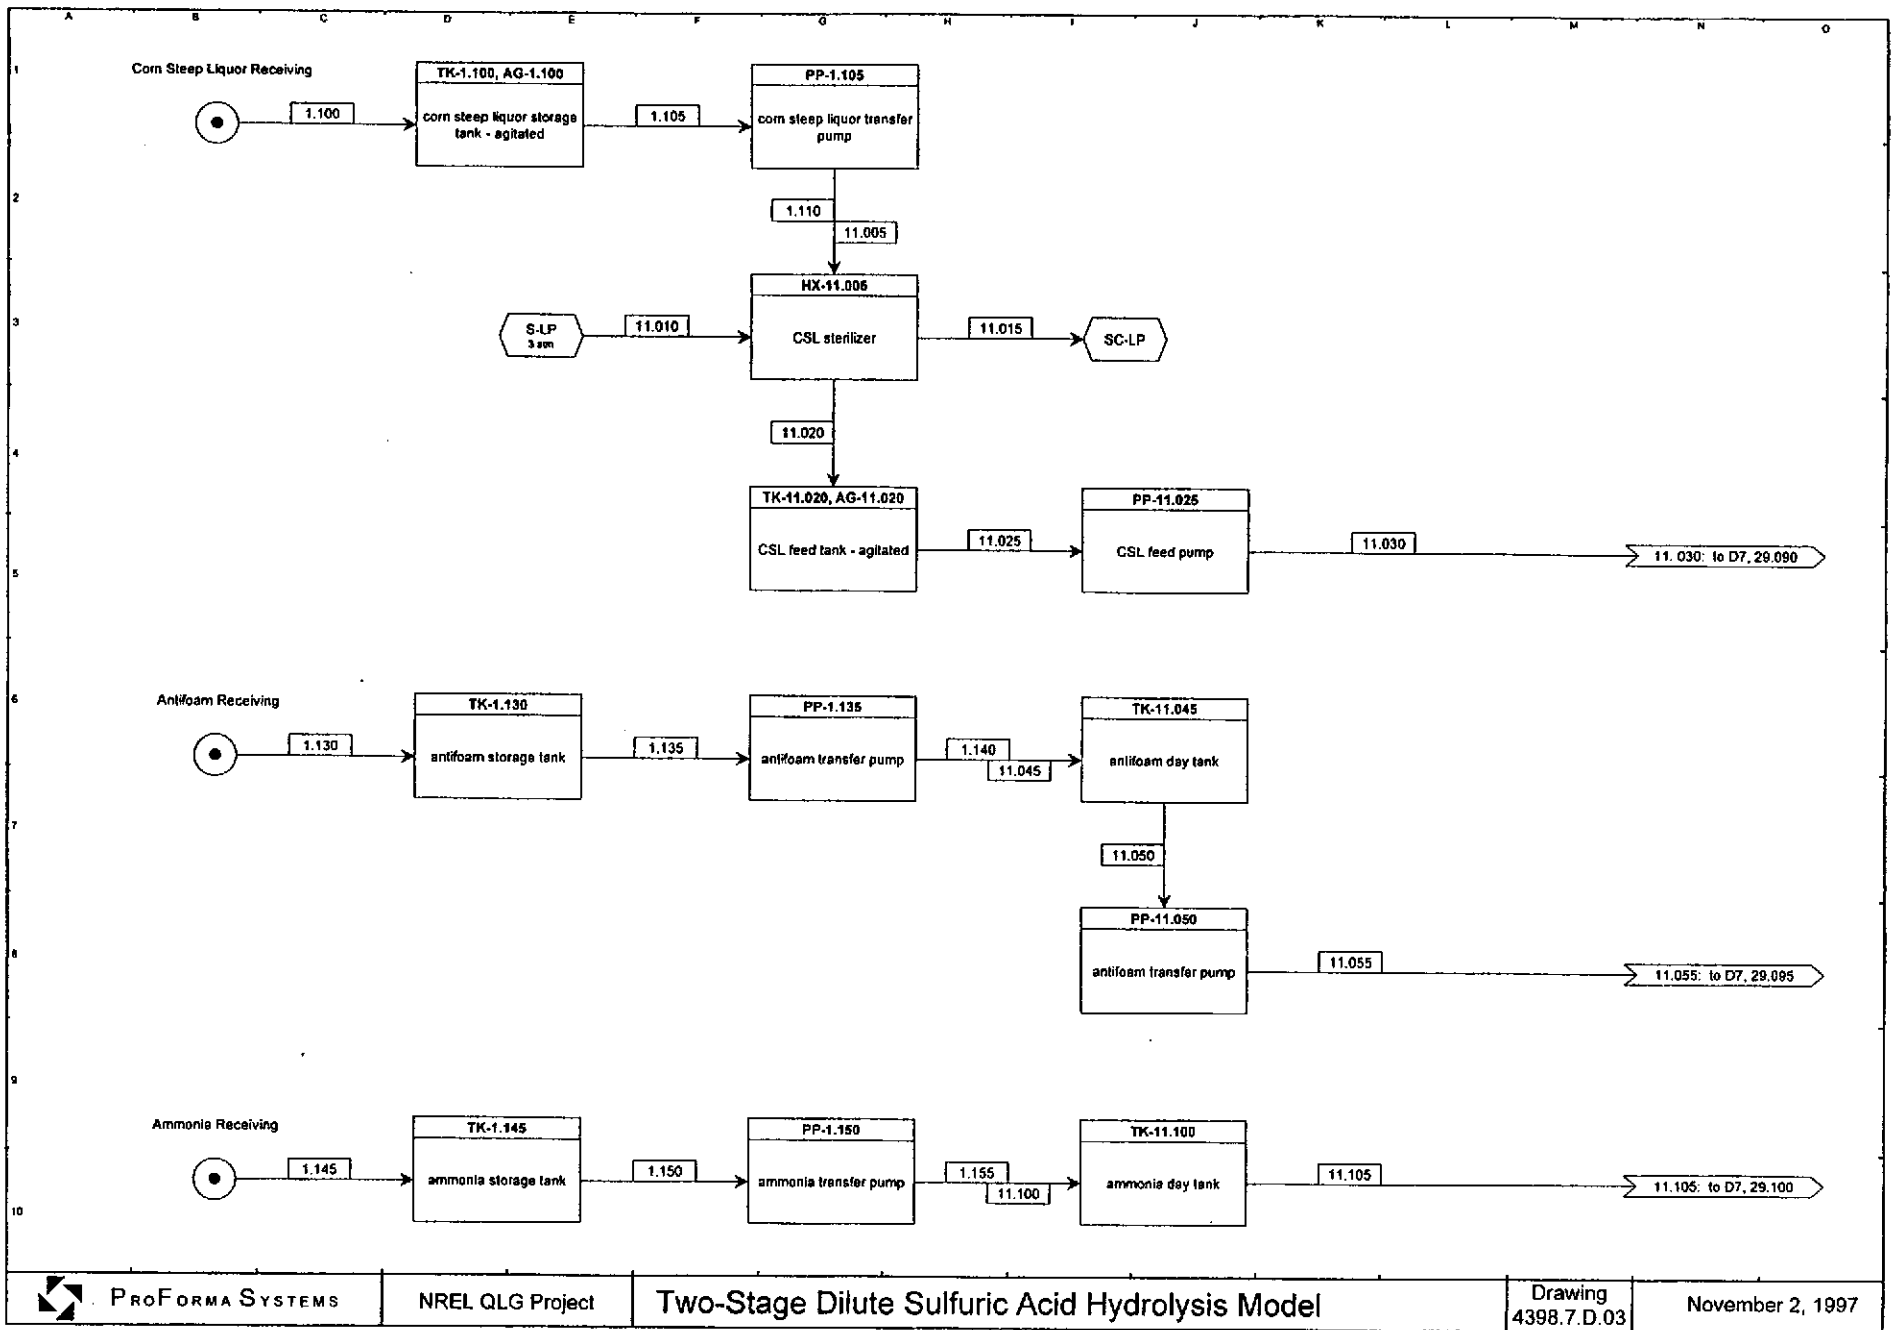 A B C D E F G H I J K L M N O
1
Corn Steep Liquor Receiving
1.100
TK-1.100, AG-1.100
corn steep liquor storage
tank - agitated
1.105
PP-1.105
corn steep liquor transfer
pump
2
1.110
11.005
3
S-LP
11.010
HX-11.005
CSL sterilizer
11.015
SC-LP
11.020
4
TK-11.020, AG-11.020
CSL feed tank - agitated
11.025
PP-11.025
CSL feed pump
11.030
11. 030: to D7, 29.090
5
6
Antifoam Receiving
1.130
TK-1.130
antifoam storage tank
1.135
PP-1.135
antifoam transfer pump
1.140
11.045
TK-11.045
antifoam day tank
7
11.050
8
PP-11.050
antifoam transfer pump
11.055
11.055: to D7, 29.095
9
Ammonia Receiving
1.145
TK-1.145
ammonia storage tank
1.150
PP-1.150
ammonia transfer pump
1.155
11.100
TK-11.100
ammonia day tank
11.105
11.105: to D7, 29.100
10
PROFORMA SYSTEMS
NREL QLG Project
Two-Stage Dilute Sulfuric Acid Hydrolysis Model
Drawing
4398.7.D.03
November 2, 1997